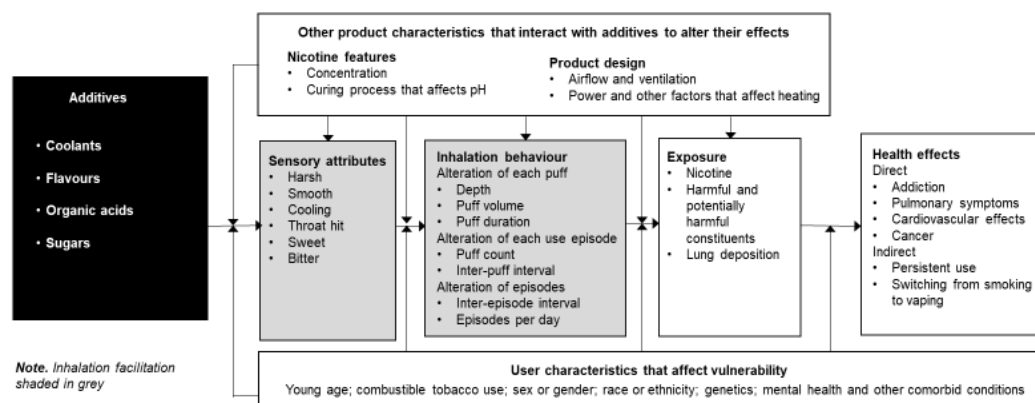 Other product characteristics that interact with additives to alter their effects
Nicotine features
• Concentration
• Curing process that affects pH
Product design
• Airflow and ventilation
• Power and other factors that affect heating
Additives
• Coolants
• Flavours
• Organic acids
• Sugars
Sensory attributes
• Harsh
• Smooth
• Cooling
• Throat hit
• Sweet
• Bitter
Inhalation behaviour
Alteration of each puff
• Depth
• Puff volume
• Puff duration
Alteration of each use episode
• Puff count
• Inter-puff interval
Alteration of episodes
• Inter-episode interval
• Episodes per day
Exposure
• Nicotine
• Harmful and
potentially
harmful
constituents
• Lung deposition
Health effects
Direct
• Addiction
• Pulmonary symptoms
• Cardiovascular effects
• Cancer
Indirect
• Persistent use
• Switching from smoking
to vaping
Note. Inhalation facilitation
shaded in grey
User characteristics that affect vulnerability
Young age; combustible tobacco use; sex or gender; race or ethnicity; genetics; mental health and other comorbid conditions